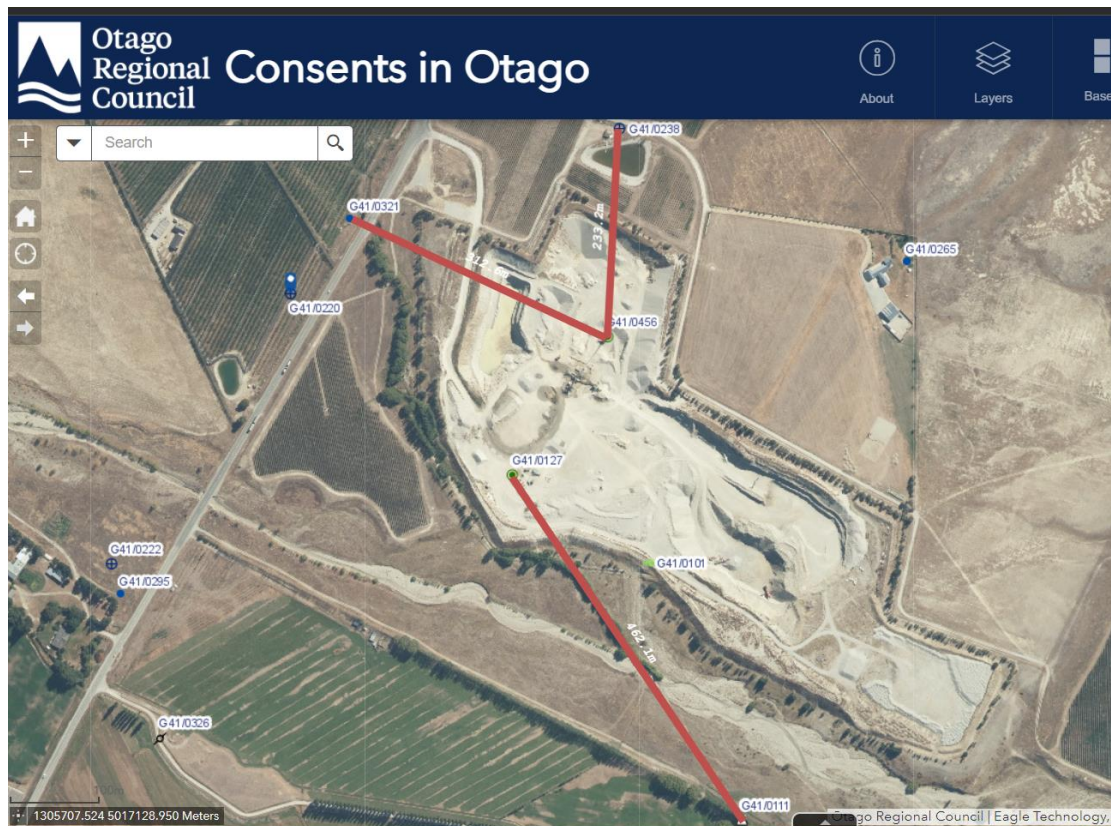 Otago
Regional
Council
Consents in Otago
About
Layers
Base
Search
G41/0238
G41/0321
233.2m
G41/0265
G41/0220
G41/0456
G41/0127
G41/0222
G41/0101
G41/0295
462.1m
G41/0326
G41/0111
1305707.524 5017128.950 Meters
Otago Regional Council | Eagle Technology,